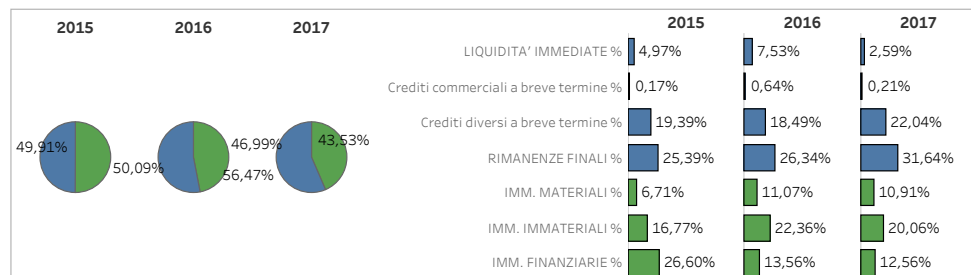 2015 2016 2017
49,91% 50,09% 46,99% 56,47% 43,53%
2015 2016 2017
LIQUIDITA' IMMEDIATE % 4,97% 7,53% 2,59%
Crediti commerciali a breve termine % 0,17% 0,64% 0,21%
Crediti diversi a breve termine % 19,39% 18,49% 22,04%
RIMANENZE FINALI % 25,39% 26,34% 31,64%
IMM. MATERIALI % 6,71% 11,07% 10,91%
IMM. IMMATERIALI % 16,77% 22,36% 20,06%
IMM. FINANZIARIE % 26,60% 13,56% 12,56%